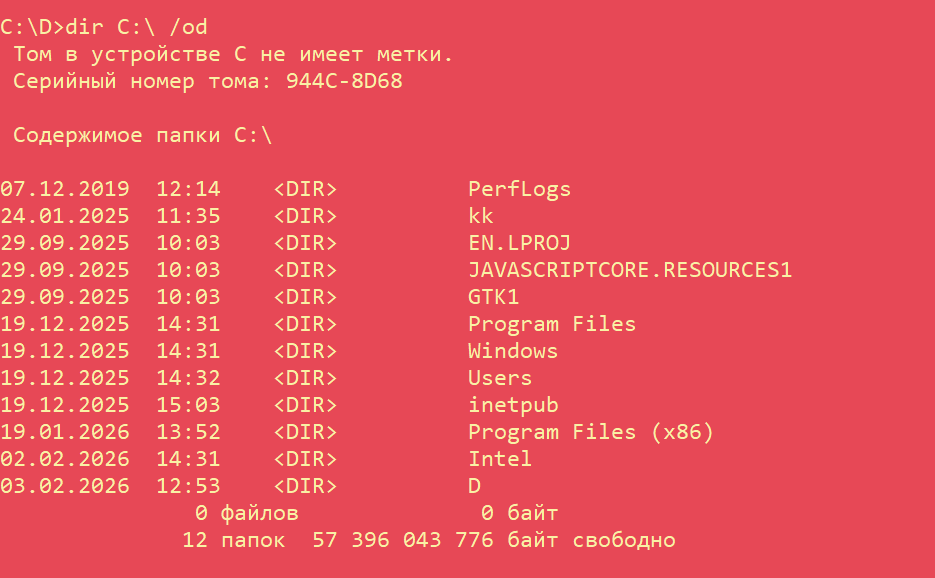 C:\D>dir C:\ /od
 Том в устройстве C не имеет метки.
 Серийный номер тома: 944C-8D68

 Содержимое папки C:\

07.12.2019  12:14    <DIR>          PerfLogs
24.01.2025  11:35    <DIR>          kk
29.09.2025  10:03    <DIR>          EN.LPROJ
29.09.2025  10:03    <DIR>          JAVASCRIPTCORE.RESOURCES1
29.09.2025  10:03    <DIR>          GTK1
19.12.2025  14:31    <DIR>          Program Files
19.12.2025  14:31    <DIR>          Windows
19.12.2025  14:32    <DIR>          Users
19.12.2025  15:03    <DIR>          inetpub
19.01.2026  13:52    <DIR>          Program Files (x86)
02.02.2026  14:31    <DIR>          Intel
03.02.2026  12:53    <DIR>          D
               0 файлов              0 байт
              12 папок  57 396 043 776 байт свободно